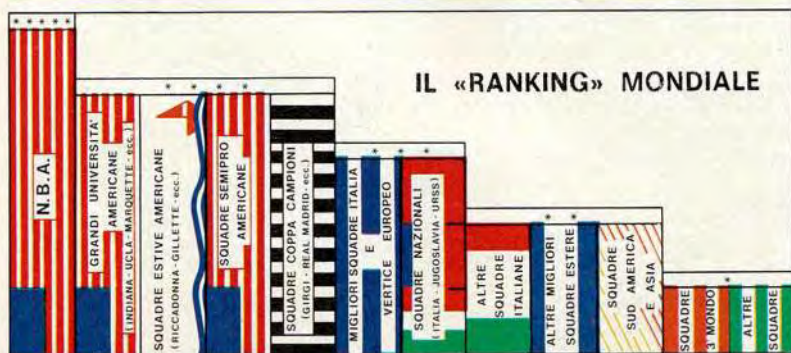 IL «RANKING» MONDIALE
N.B.A.
GRANDI UNIVERSITA'
AMERICANE
(INDIANA-UCLA-MARQUETTE-ecc.)
SQUADRE ESTIVE AMERICANE
(RICCADONNA-GILLETTE-ecc.)
SQUADRE SEMIPRO
AMERICANE
SQUADRE COPPA CAMPIONI
(GIRGI-REAL MADRID-ecc.)
MIGLIORI SQUADRE ITALIA
E
VERTICE EUROPEO
SQUADRE NAZIONALI
(ITALIA-JUGOSLAVIA-URSS)
ALTRE
SQUADRE
ITALIANE
ALTRE MIGLIORI
SQUADRE ESTERE
SQUADRE
SUD AMERICA
E ASIA
SQUADRE
3° MONDO
ALTRE
SQUADRE